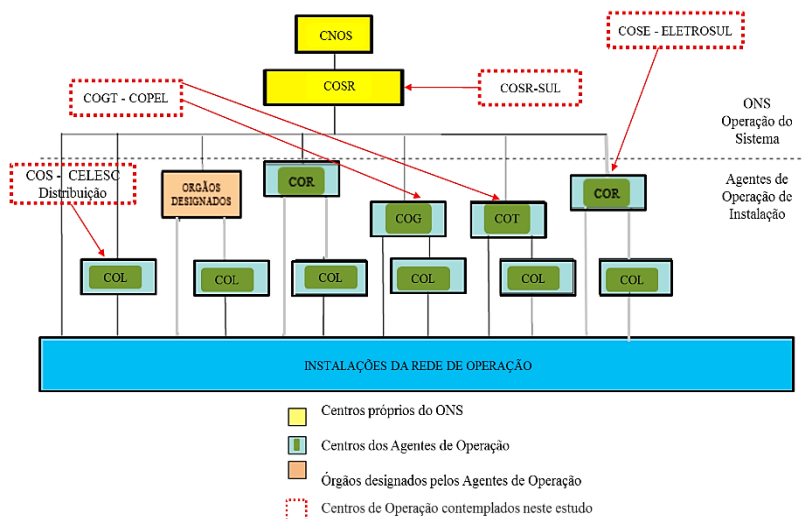 CNOS
COSE - ELETROSUL
COSR
COGT - COPEL
COSR-SUL
ONS
Operação do
Sistema
COS - CELESC
Distribuição
ORGÃOS
DESIGNADOS
COR
COR
Agentes de
Operação de
Instalação
COG
COT
COL
COL
COL
COL
COL
COL
INSTALAÇÕES DA REDE DE OPERAÇÃO
Centros próprios do ONS
Centros dos Agentes de Operação
Órgãos designados pelos Agentes de Operação
Centros de Operação contemplados neste estudo